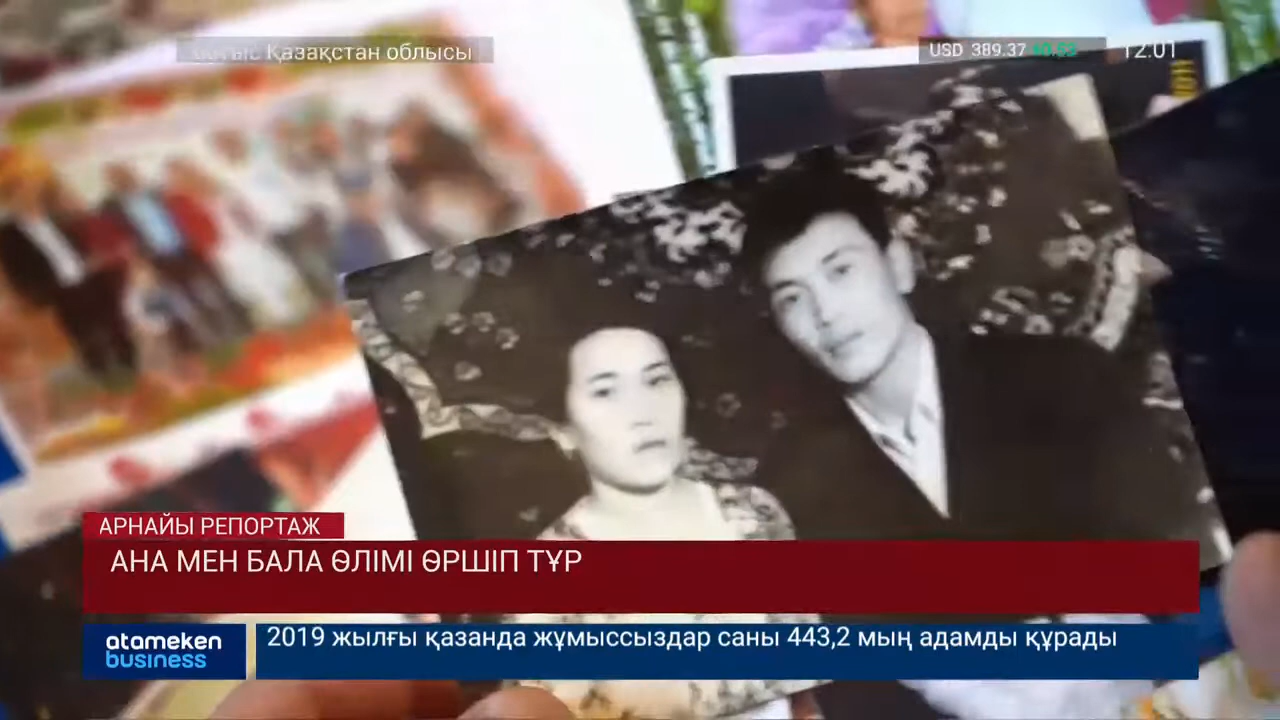 Қазақстан облысы
USD 389.37
12:01
АРНАЙЫ РЕПОРТАЖ
АНА МЕН БАЛА ӨЛІМІ ӨРШІП ТҰР
atameken
business
2019 жылғы қазанда жұмыссыздар саны 443,2 мың адамды құрады